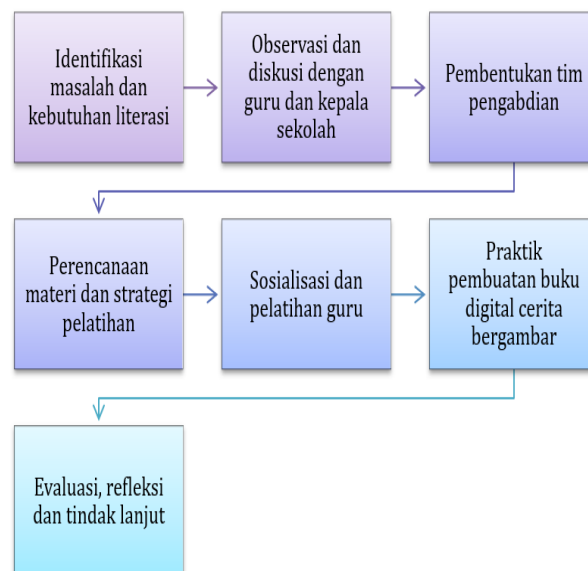 Identifikasi
masalah dan
kebutuhan literasi
Observasi dan
diskusi dengan
guru dan kepala
sekolah
Pembentukan tim
pengabdian
Perencanaan
materi dan strategi
pelatihan
Sosialisasi dan
pelatihan guru
Praktik
pembuatan buku
digital cerita
bergambar
Evaluasi, refleksi
dan tindak lanjut